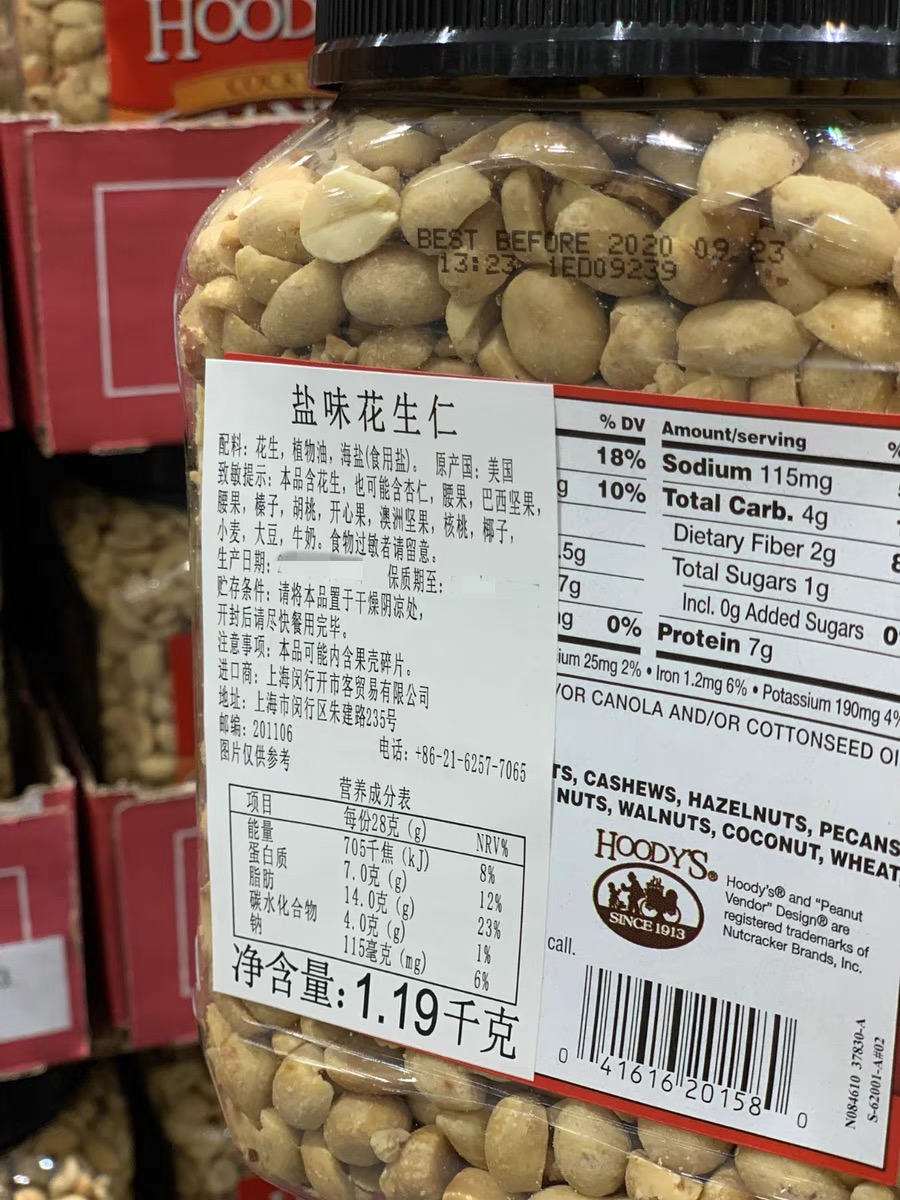 HOOD
BEST BEFORE 2020 09 23
13:23 1ED09239
盐味花生仁
配料: 花生, 植物油, 海盐(食用盐)。 原产国: 美国
致敏提示: 本品含花生, 也可能含杏仁, 腰果, 巴西坚果,
腰果, 榛子, 胡桃, 开心果, 澳洲坚果, 核桃, 椰子,
小麦, 大豆, 牛奶。食物过敏者请留意。
生产日期: 保质期至:
贮存条件: 请将本品置于干燥阴凉处,
开封后请尽快餐用完毕。
注意事项: 本品可能内含果壳碎片。
进口商: 上海闵行开市客贸易有限公司
地址: 上海市闵行区朱建路235号
邮编: 201106 电话: +86-21-6257-7065
图片仅供参考
营养成分表
项目 每份28克 (g) NRV%
能量 705千焦 (kJ) 8%
蛋白质 7.0克 (g) 12%
脂肪 14.0克 (g) 23%
碳水化合物 4.0克 (g) 1%
钠 115毫克 (mg) 6%
净含量:1.19千克
% DV Amount/serving %
18% Sodium 115mg
g 10% Total Carb. 4g
Dietary Fiber 2g 8
.5g Total Sugars 1g
7g Incl. 0g Added Sugars 0
g 0% Protein 7g
ium 25mg 2% • Iron 1.2mg 6% • Potassium 190mg 4%
/OR CANOLA AND/OR COTTONSEED OI
TS, CASHEWS, HAZELNUTS, PECANS
NUTS, WALNUTS, COCONUT, WHEAT,
HOODY'S®
SINCE 1913
Hoody's® and "Peanut
Vendor" Design® are
registered trademarks of
Nutcracker Brands, Inc.
call.
0 41616 20158 0
N084610 37830-A
S-62001-A#02